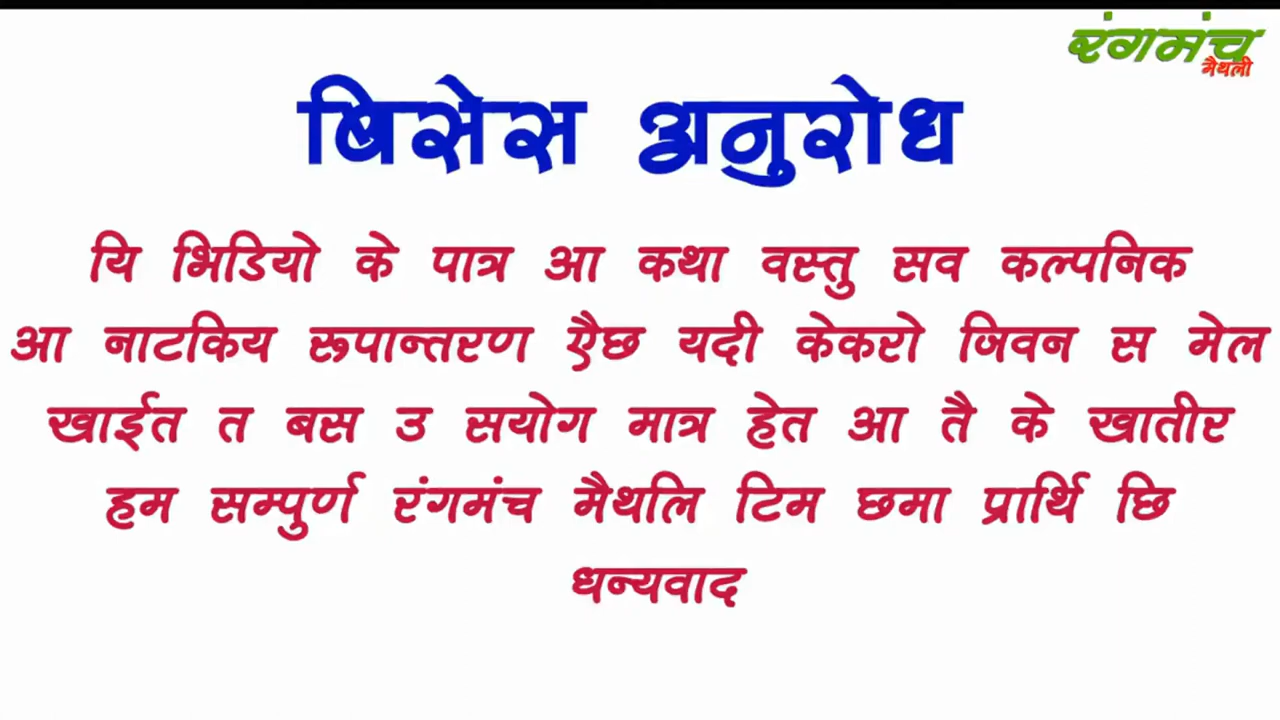 रंगमंच
मैथली
बिसेस अनुरोध
यि भिडियो के पात्र आ कथा वस्तु सव कल्पनिक
आ नाटकिय रूपान्तरण एैछ यदी केकरो जिवन स मेल
खाईत त बस उ सयोग मात्र हेत आ तै के खातीर
हम सम्पुर्ण रंगमंच मैथलि टिम छमा प्रार्थि छि
धन्यवाद